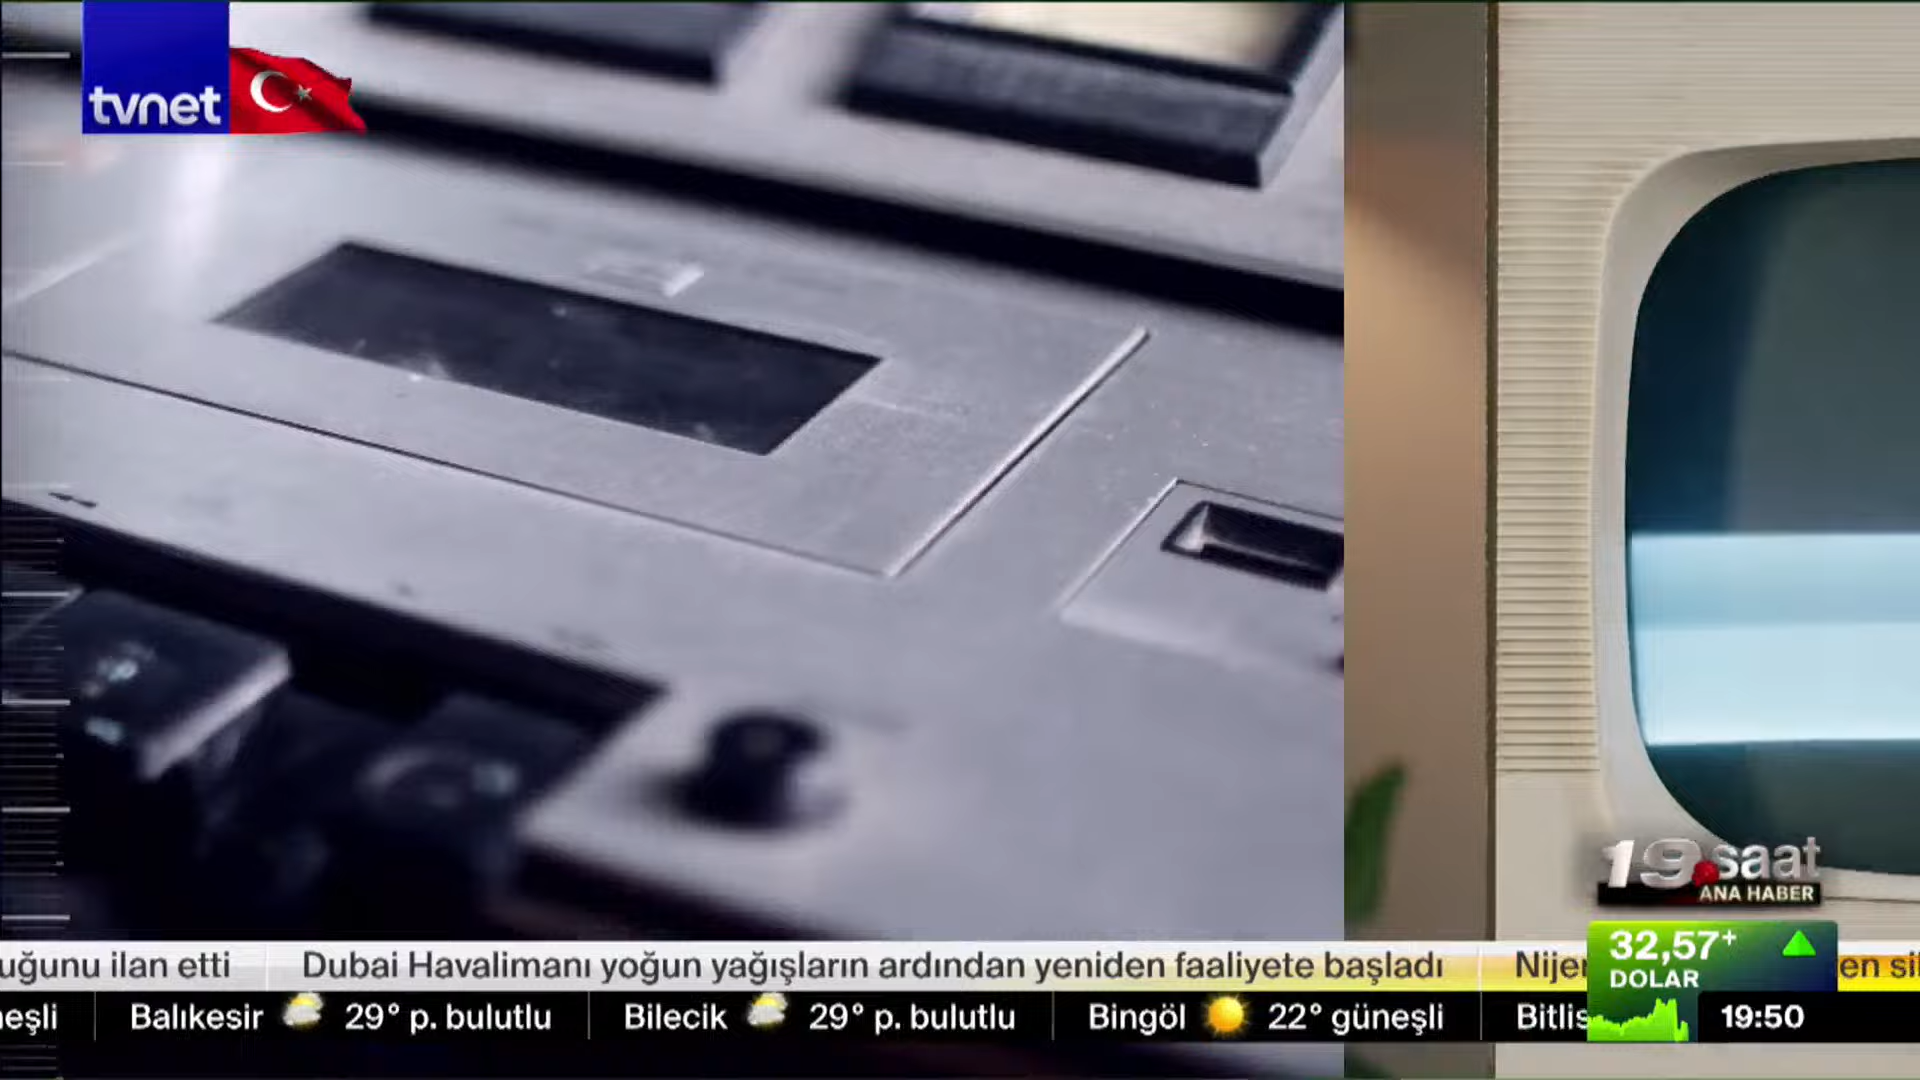 tvnet
19 saat
ANA HABER
32,57+
DOLAR
uğunu ilan etti
Dubai Havalimanı yoğun yağışların ardından yeniden faaliyete başladı
Nijer
en sil
eşli
Balıkesir 29° p. bulutlu
Bilecik 29° p. bulutlu
Bingöl 22° güneşli
Bitlis
19:50